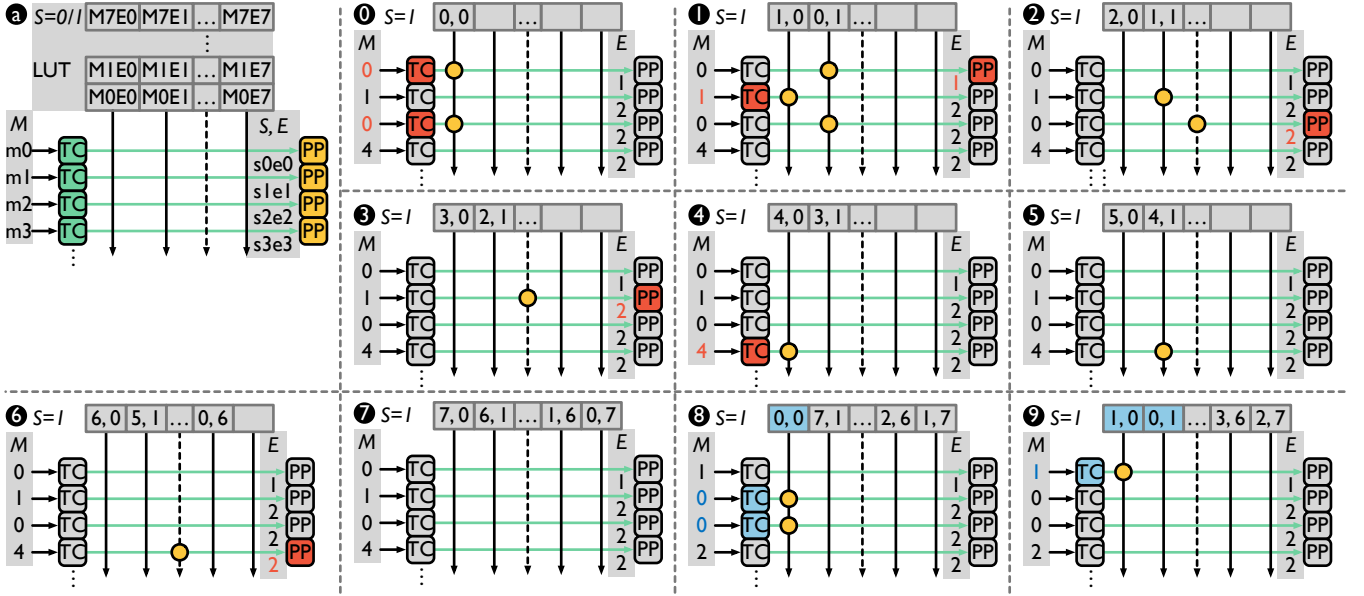 a S=0/1 M7E0 M7E1 ... M7E7
⋮
LUT M1E0 M1E1 ... M1E7
M0E0 M0E1 ... M0E7
M S, E
m0 TC PP
s0e0
m1 TC PP
s1e1
m2 TC PP
s2e2
m3 TC PP
s3e3
⋮
0 S=1 0, 0 ...
M E
0 TC PP
1
1 TC PP
2
0 TC PP
2
4 TC PP
2
⋮
1 S=1 1, 0 0, 1 ...
M E
0 TC PP
1
1 TC PP
2
0 TC PP
2
4 TC PP
2
⋮
2 S=1 2, 0 1, 1 ...
M E
0 TC PP
1
1 TC PP
2
0 TC PP
2
4 TC PP
2
⋮ ⋮
3 S=1 3, 0 2, 1 ...
M E
0 TC PP
1
1 TC PP
2
0 TC PP
2
4 TC PP
2
⋮
4 S=1 4, 0 3, 1 ...
M E
0 TC PP
1
1 TC PP
2
0 TC PP
2
4 TC PP
2
⋮
5 S=1 5, 0 4, 1 ...
M E
0 TC PP
1
1 TC PP
2
0 TC PP
2
4 TC PP
2
⋮
6 S=1 6, 0 5, 1 ... 0, 6
M E
0 TC PP
1
1 TC PP
2
0 TC PP
2
4 TC PP
2
⋮
7 S=1 7, 0 6, 1 ... 1, 6 0, 7
M E
0 TC PP
1
1 TC PP
2
0 TC PP
2
4 TC PP
2
⋮
8 S=1 0, 0 7, 1 ... 2, 6 1, 7
M E
1 TC PP
1
0 TC PP
2
0 TC PP
2
2 TC PP
2
⋮
9 S=1 1, 0 0, 1 ... 3, 6 2, 7
M E
1 TC PP
1
0 TC PP
2
0 TC PP
2
2 TC PP
2
⋮